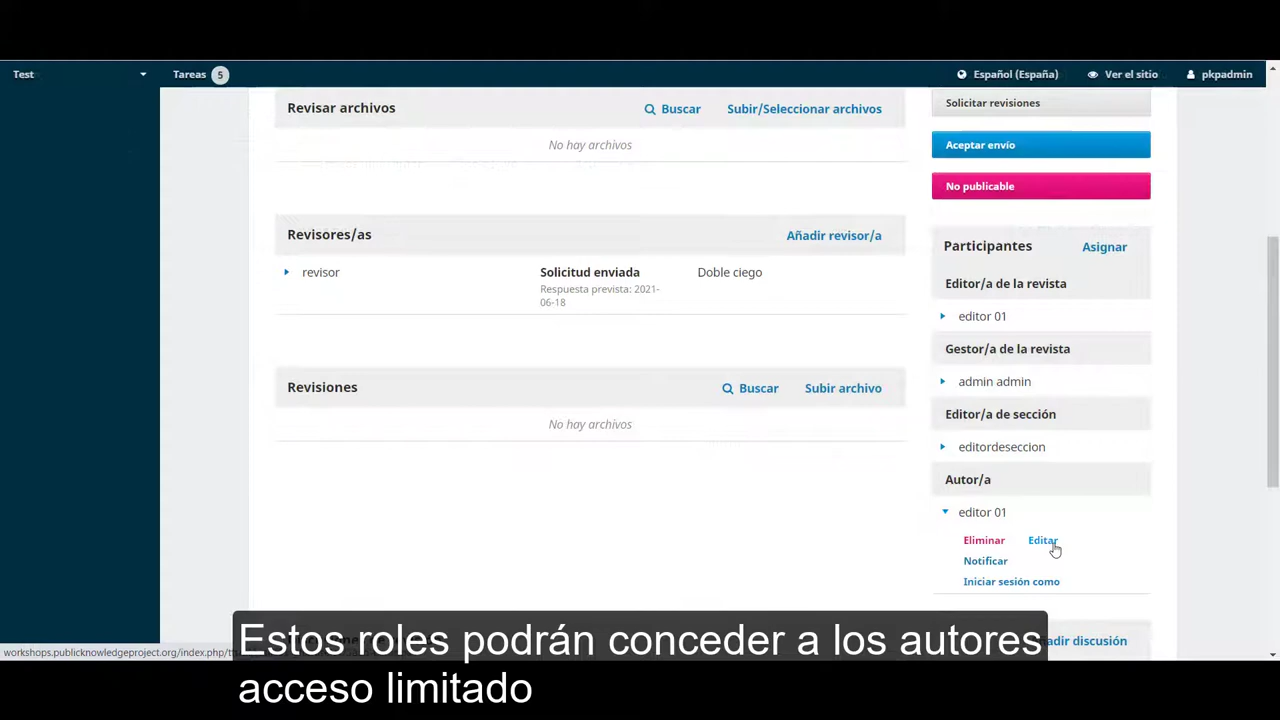 Test
Tareas 5
Español (España)
Ver el sitio
pkpadmin
Revisar archivos
Buscar
Subir/Seleccionar archivos
No hay archivos
Revisores/as
Añadir revisor/a
revisor
Solicitud enviada
Respuesta prevista: 2021-
06-18
Doble ciego
Revisiones
Buscar
Subir archivo
No hay archivos
Solicitar revisiones
Aceptar envío
No publicable
Participantes
Asignar
Editor/a de la revista
editor 01
Gestor/a de la revista
admin admin
Editor/a de sección
editordeseccion
Autor/a
editor 01
Eliminar
Editar
Notificar
Iniciar sesión como
discusión
workshops.publicknowledgeproject.org/index.php/
Estos roles podrán conceder a los autores
acceso limitado